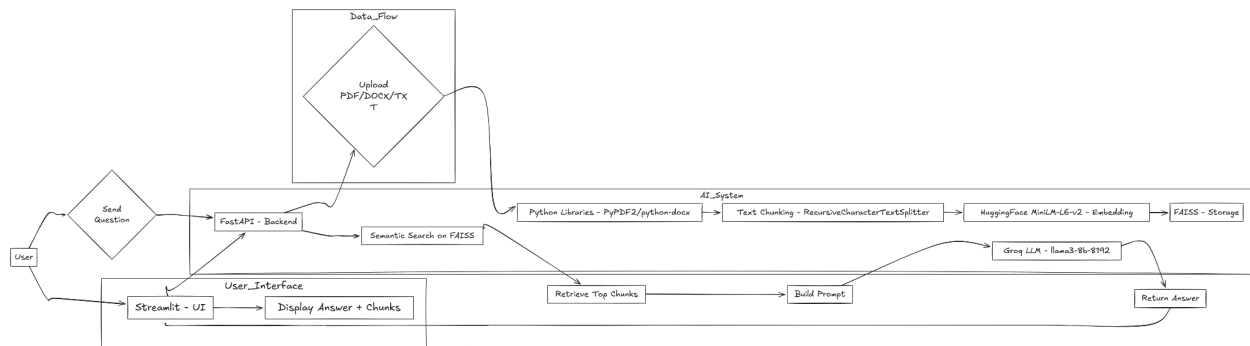 Data_Flow
Upload
PDF/DOCX/TX
T
AI_System
Send
Question
FastAPI - Backend
Python Libraries - PyPDF2/python-docx
Text Chunking - RecursiveCharacterTextSplitter
HuggingFace MiniLM-L6-v2 - Embedding
FAISS - Storage
Semantic Search on FAISS
Groq LLM - llama3-8b-8192
User
User_Interface
Streamlit - UI
Display Answer + Chunks
Retrieve Top Chunks
Build Prompt
Return Answer